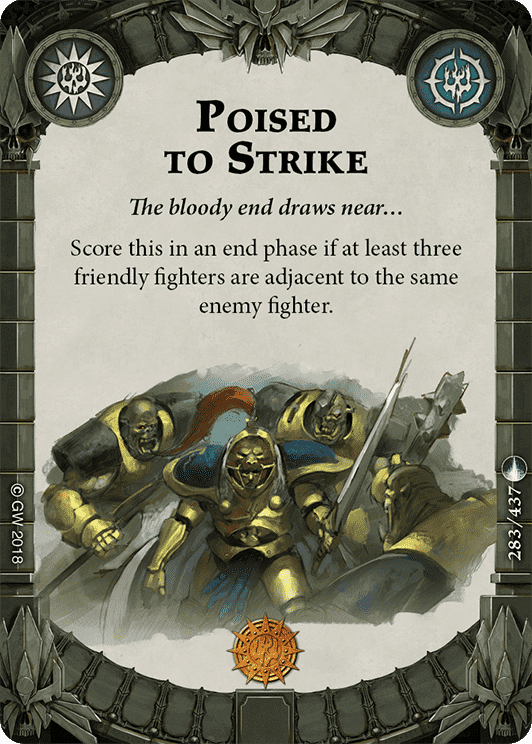 Poised
to Strike
The bloody end draws near...
Score this in an end phase if at least three
friendly fighters are adjacent to the same
enemy fighter.
© GW 2018
283/437